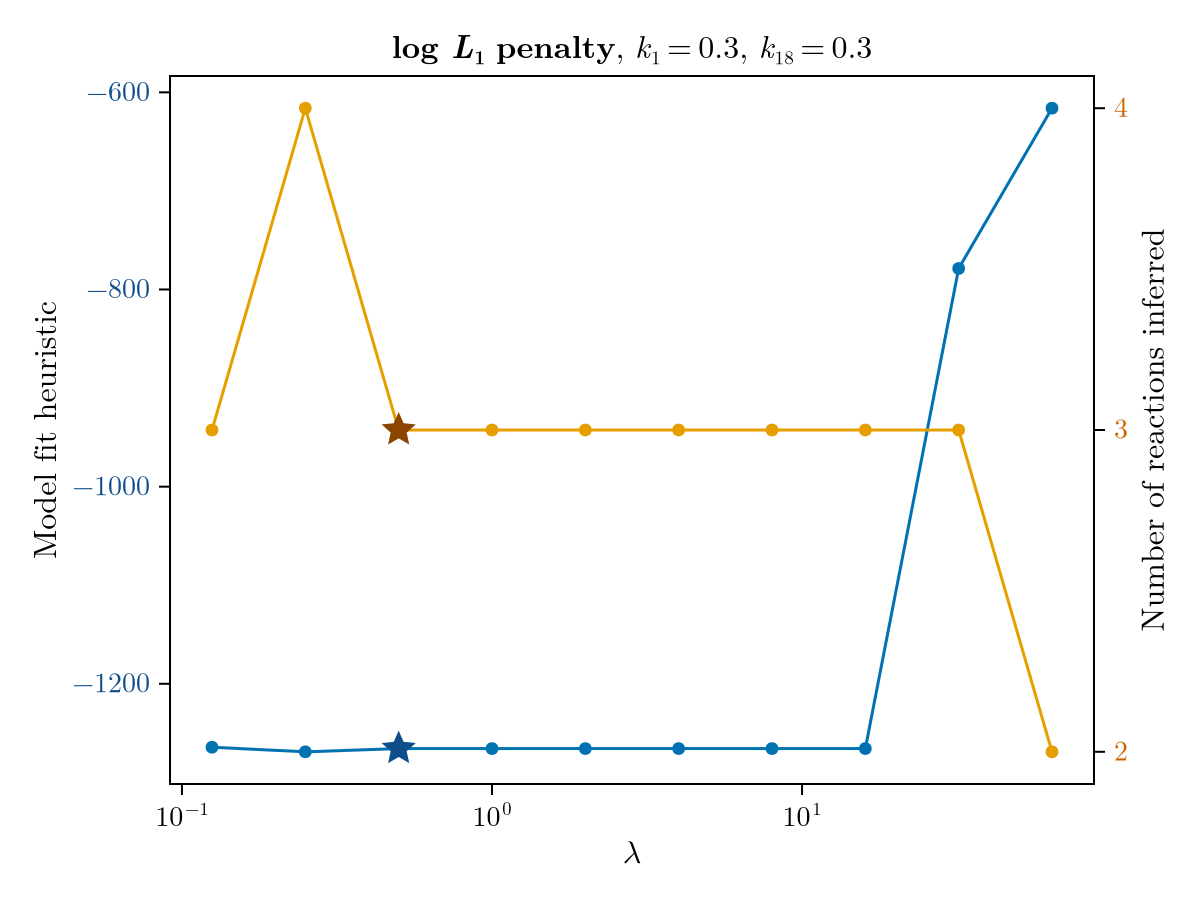 log L₁ penalty, k₁ = 0.3, k₁₈ = 0.3
−600
−800
−1000
−1200
Model fit heuristic
4
3
2
Number of reactions inferred
10⁻¹
10⁰
10¹
λ